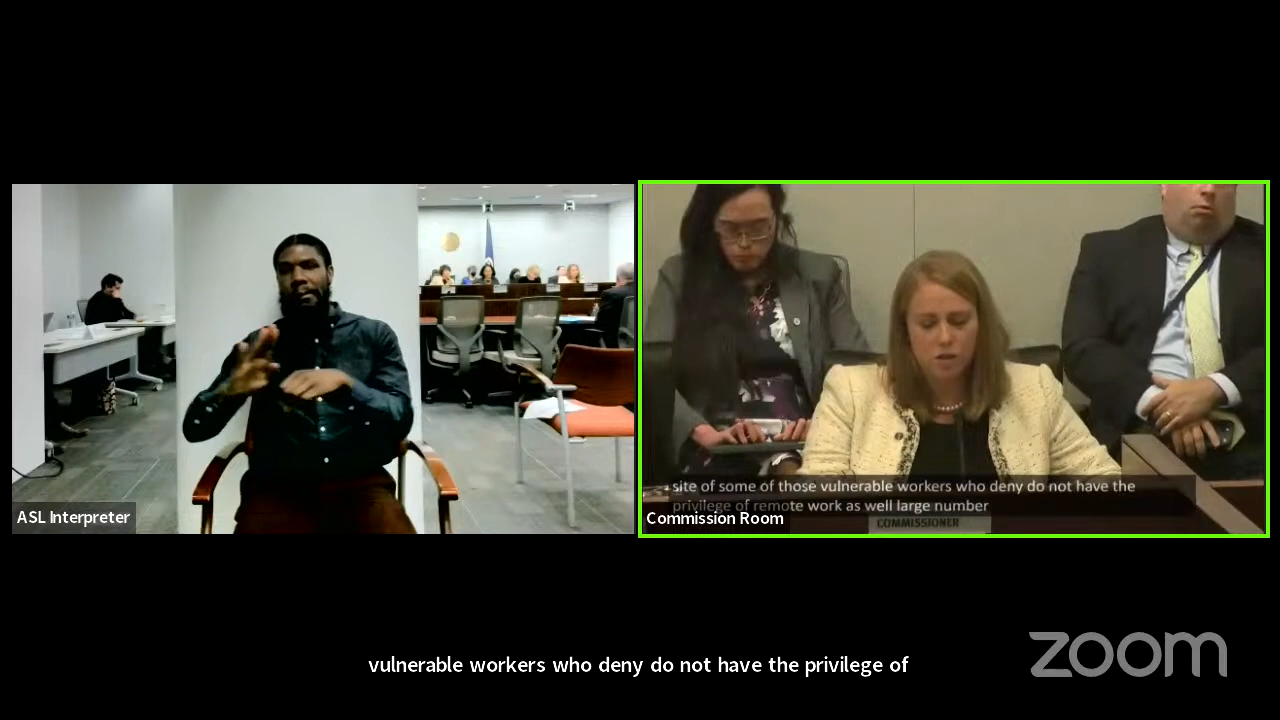 ASL Interpreter
site of some of those vulnerable workers who deny do not have the
privilege of remote work as well large number
Commission Room
COMMISSIONER
vulnerable workers who deny do not have the privilege of
zoom